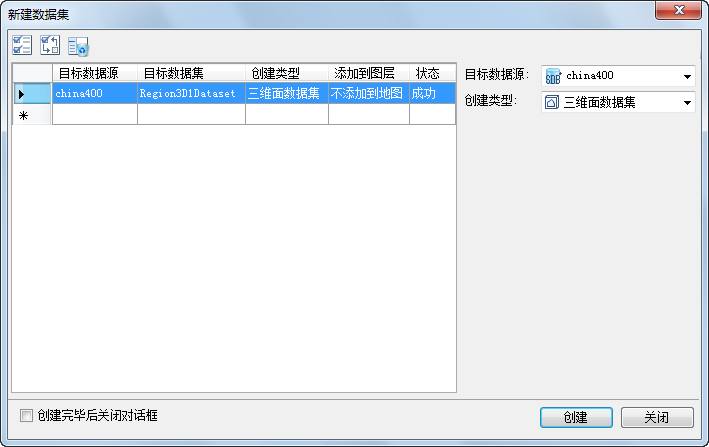 新建数据集
目标数据源 目标数据集 创建类型 添加到图层 状态
china400 Region3D1Dataset 三维面数据集 不添加到地图 成功
目标数据源： SDB china400
创建类型： 三维面数据集
创建完毕后关闭对话框
创建 关闭